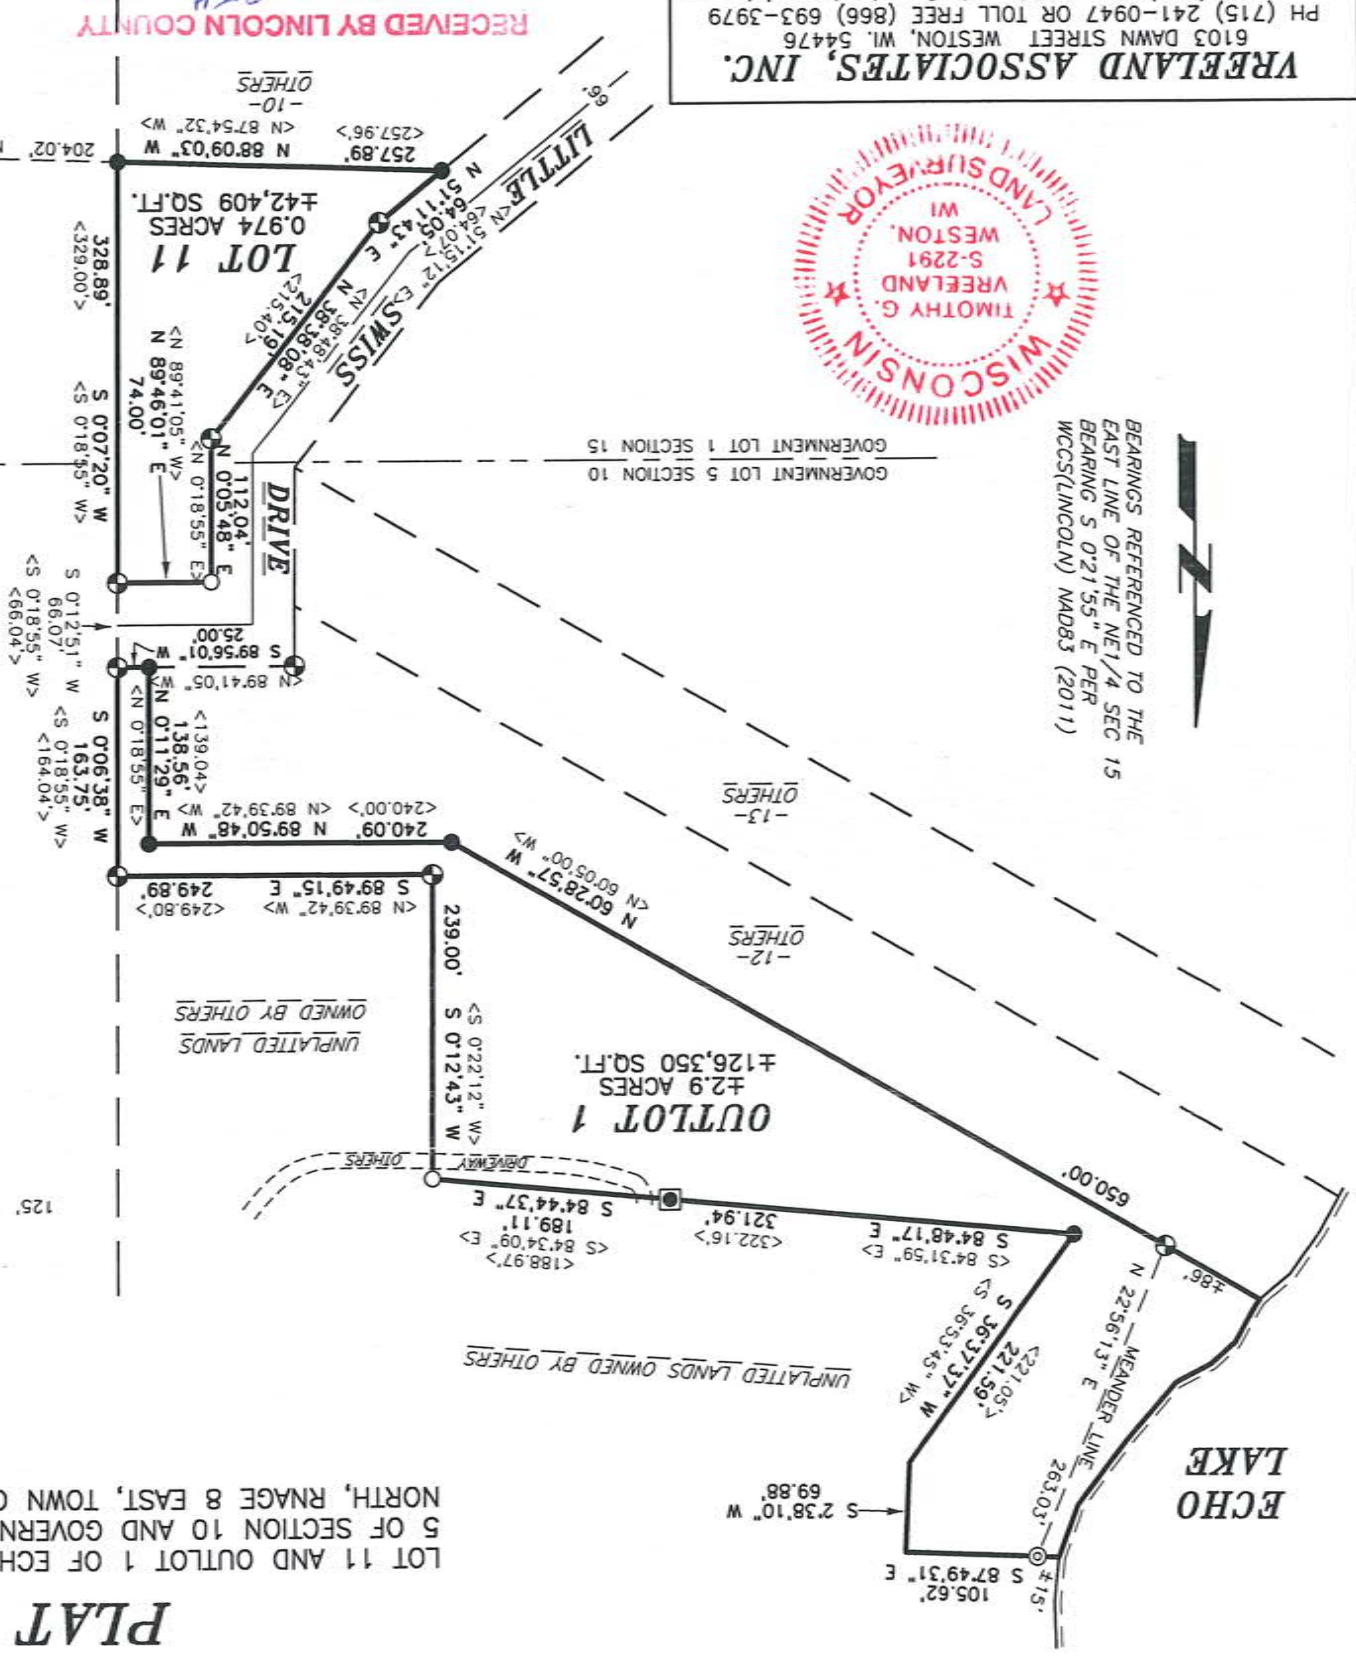 PLAT
LOT 11 AND OUTLOT 1 OF ECH
5 OF SECTION 10 AND GOVERN
NORTH, RNAGE 8 EAST, TOWN O
ECHO
LAKE
±15'
S 87°49'31" E
105.62'
S 2°38'10" W
69.88'
MEANDER LINE
N 22°56'13" E
263.03'
S 36°37'37" W
221.59'
<221.05'>
<S 36°53'45" W>
UNPLATTED LANDS OWNED BY OTHERS
±86'
650.00'
S 84°48'17" E
321.94'
<S 84°31'59" E>
<322.16'>
S 84°44'37" E
189.11'
<S 84°34'09" E>
<188.97'>
DRIVEWAY OTHERS
125'
OUTLOT 1
±2.9 ACRES
±126,350 SQ.FT.
239.00' S 0°12'43" W
<S 0°22'12" W>
UNPLATTED LANDS
OWNED BY OTHERS
-12-
OTHERS
N 60°28'57" W
<N 60°05'00" W>
S 89°49'15" E 249.89'
<N 89°39'42" W> <249.80'>
240.09' N 89°50'48" W
<240.00'> <N 89°39'42" W>
-13-
OTHERS
S 0°06'38" W
163.75'
<S 0°18'55" W>
<164.04'>
N 0°11'29" E
138.56'
<139.04'>
<N 0°18'55" E>
<N 89°41'05" W>
S 89°56'01" W
25.00'
S 0°12'51" W
66.07'
<S 0°18'55" W>
<66.04'>
BEARINGS REFERENCED TO THE
EAST LINE OF THE NE1/4 SEC 15
BEARING S 0°21'55" E PER
WCCS(LINCOLN) NAD83 (2011)
N
GOVERNMENT LOT 5 SECTION 10
GOVERNMENT LOT 1 SECTION 15
DRIVE
112.04'
N 0°05'48" E
<N 0°18'55" E>
74.00'
N 89°46'01" E
<N 89°41'05" W>
S 0°07'20" W
<S 0°18'55" W>
328.89'
<329.00'>
WISCONSIN
TIMOTHY G.
VREELAND
S-2291
WESTON,
WI
LAND SURVEYOR
SWISS
N 38°38'08" E
215.19'
<215.40'>
<N 38°46'43" E>
LOT 11
0.974 ACRES
±42,409 SQ.FT.
N 51°11'43" E
64.05'
<64.07'>
<N 51°15'12" E>
LITTLE
66'
257.89' N 88°09'03" W
<257.96'> <N 87°54'32" W>
204.02' N
-10-
OTHERS
VREELAND ASSOCIATES, INC.
6103 DAWN STREET WESTON, WI. 54476
PH (715) 241-0947 OR TOLL FREE (866) 693-3979
RECEIVED BY LINCOLN COUNTY